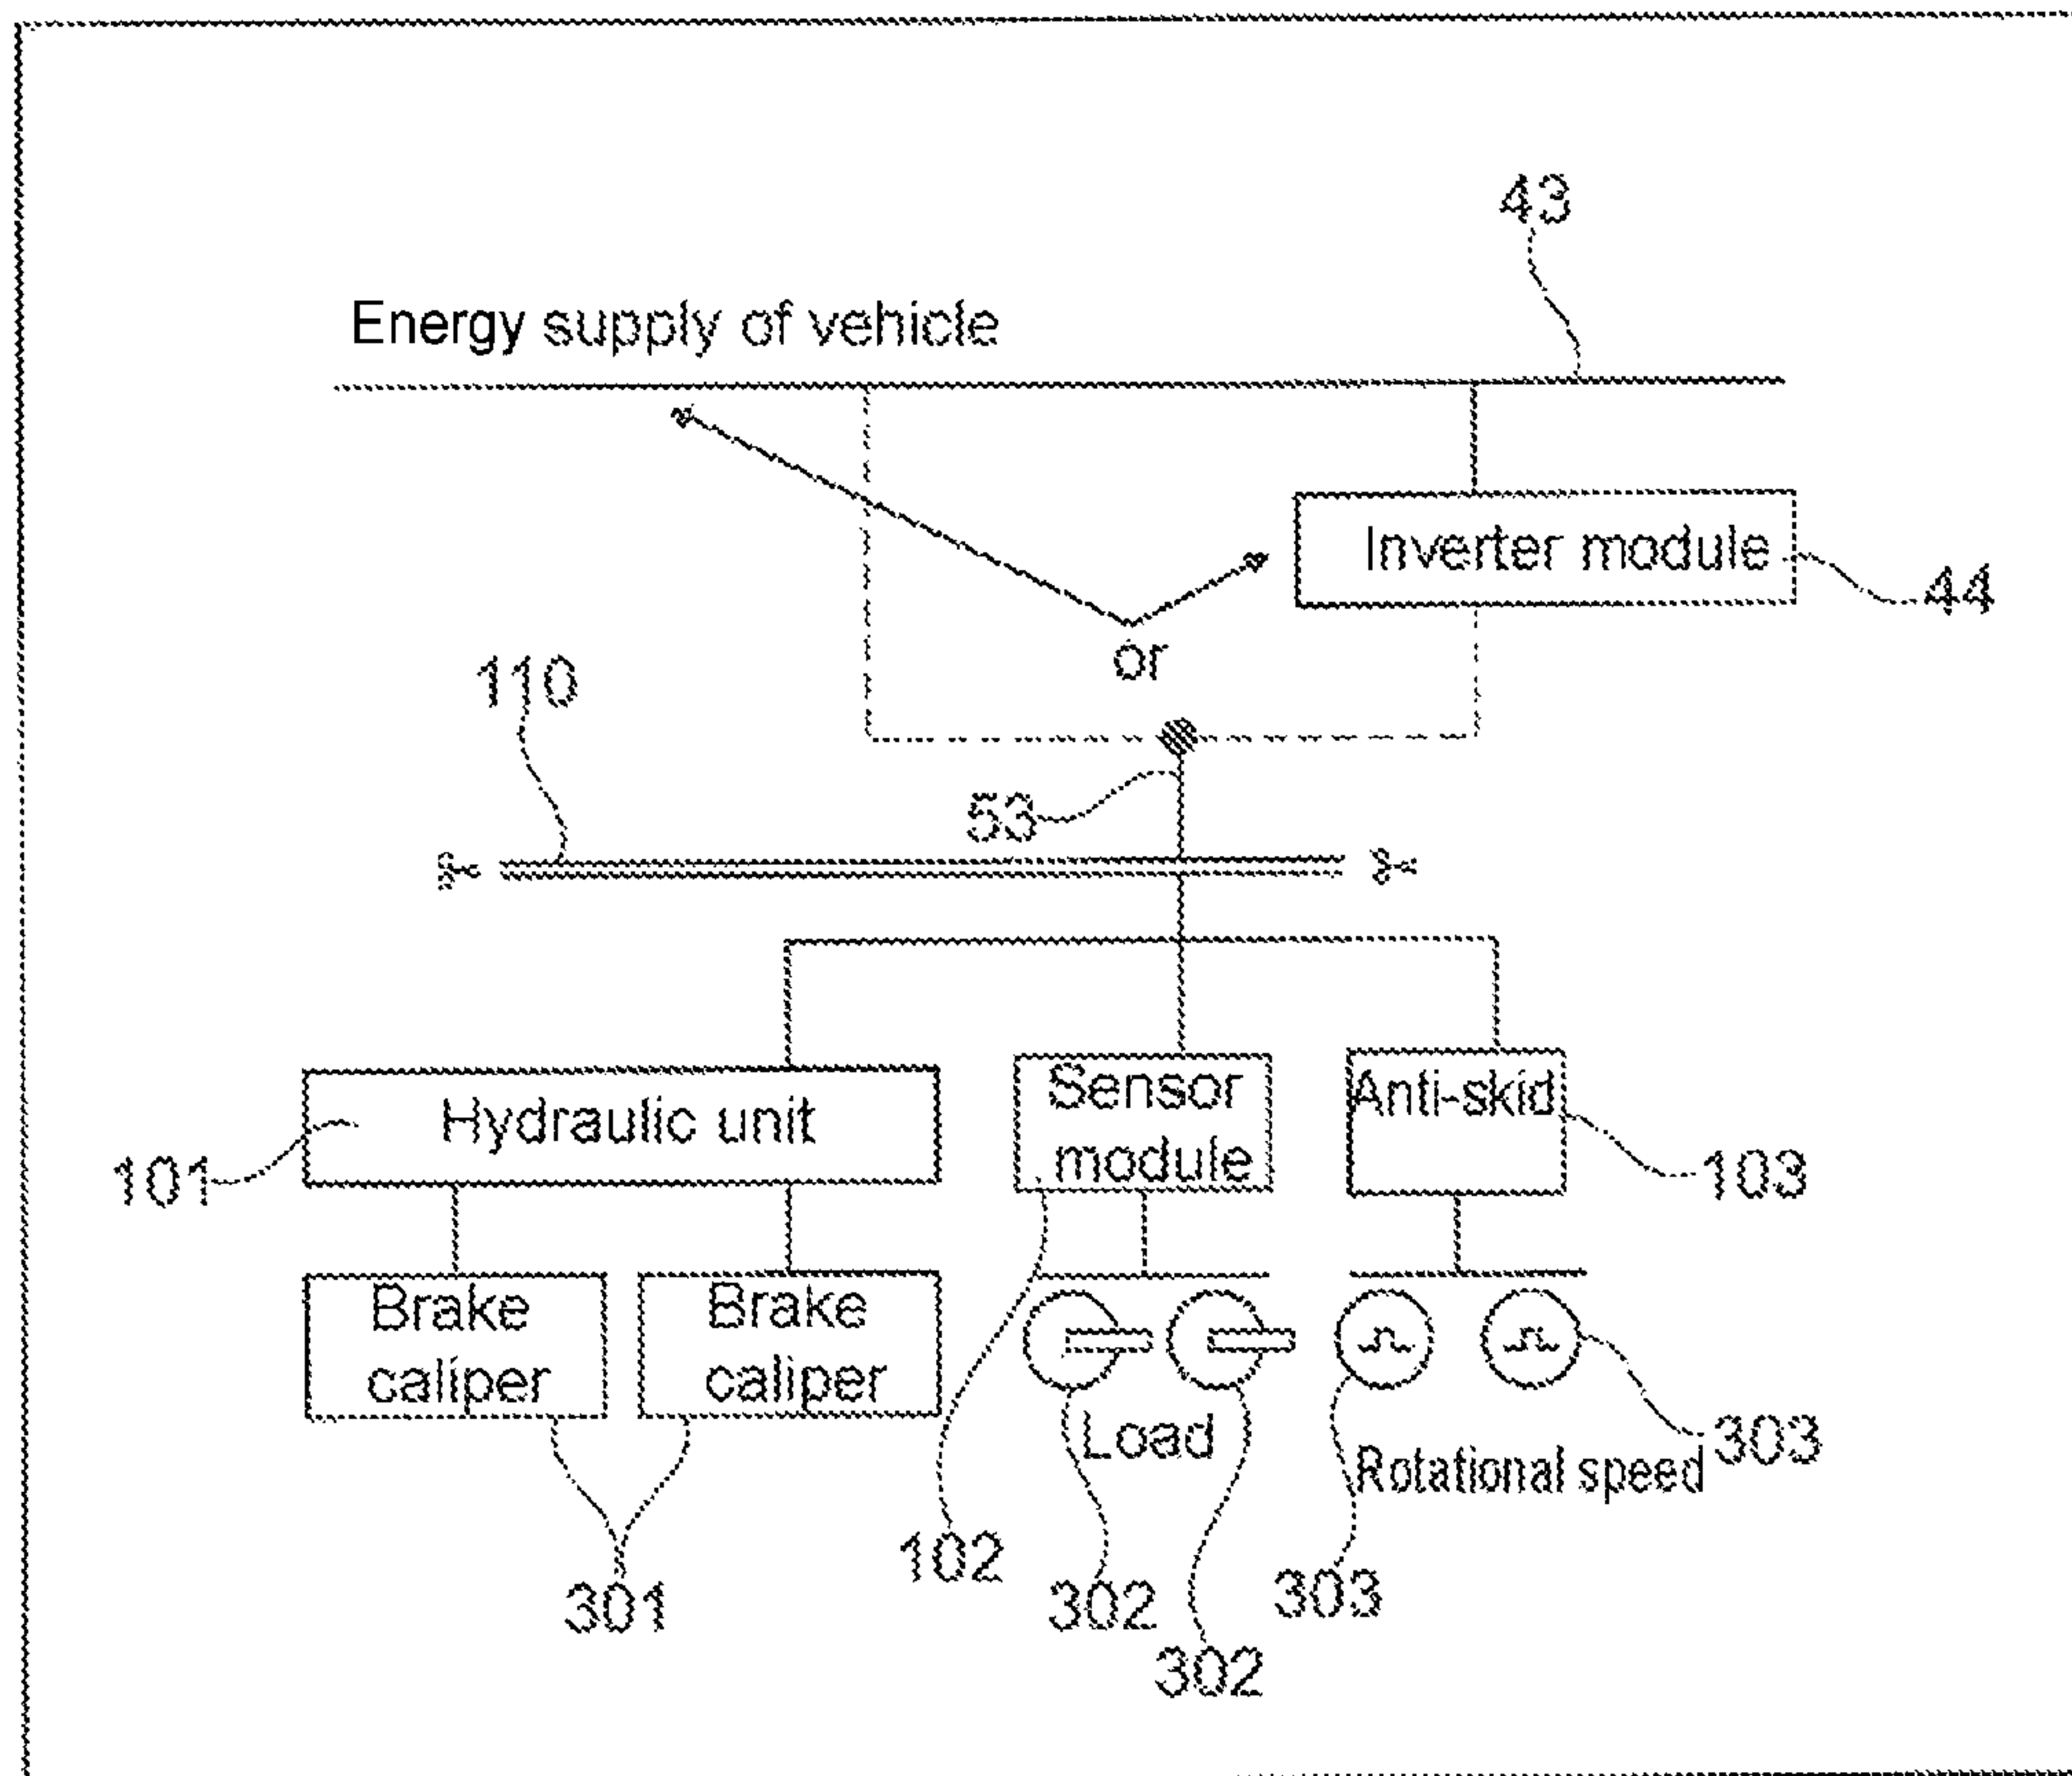 43
Energy supply of vehicle
Inverter module
44
or
110
53
Hydraulic unit
Sensor
module
Anti-skid
101
103
Brake
caliper
Brake
caliper
Load
303
Rotational speed
102
301
302
303
302